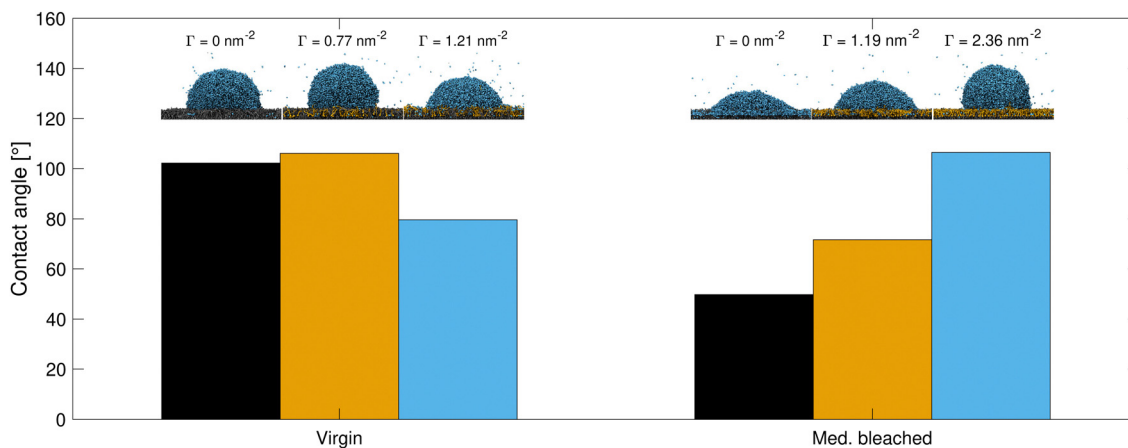 160
140
120
100
80
60
40
20
0
Contact angle [°]
Γ = 0 nm⁻² Γ = 0.77 nm⁻² Γ = 1.21 nm⁻²
Γ = 0 nm⁻² Γ = 1.19 nm⁻² Γ = 2.36 nm⁻²
Virgin
Med. bleached